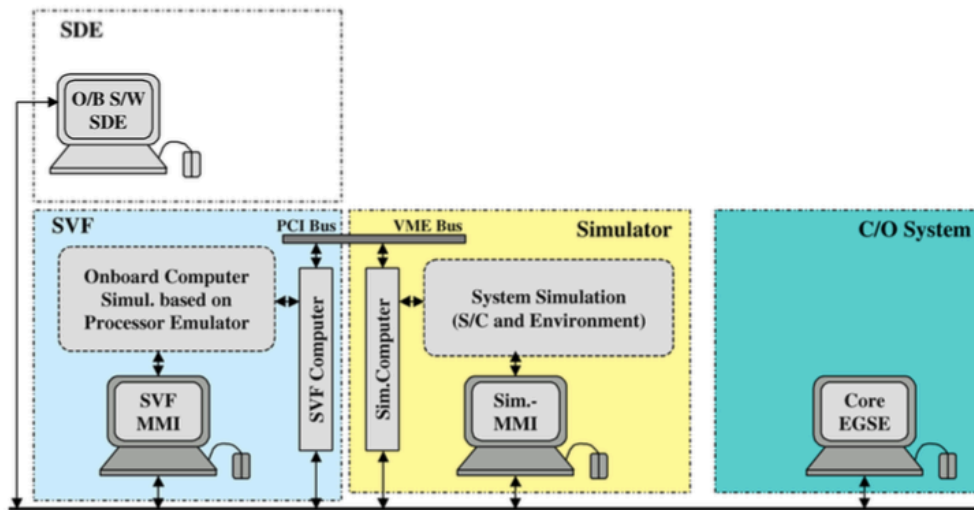 SDE
O/B S/W
SDE
SVF
PCI Bus
VME Bus
Simulator
C/O System
Onboard Computer
Simul. based on
Processor Emulator
SVF Computer
Sim.Computer
System Simulation
(S/C and Environment)
SVF
MMI
Sim.-
MMI
Core
EGSE